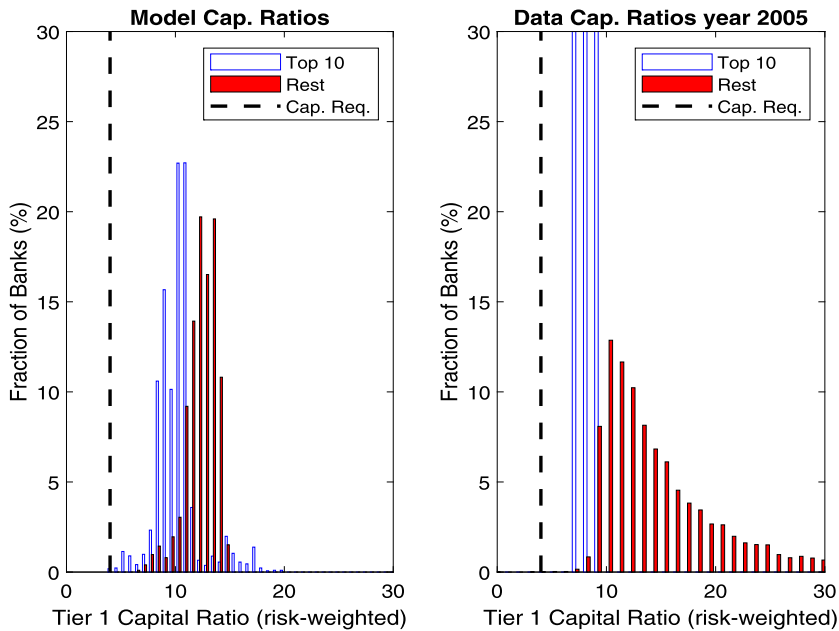 Model Cap. Ratios
30
25
20
15
10
5
0
Fraction of Banks (%)
Top 10
Rest
Cap. Req.
0 10 20 30
Tier 1 Capital Ratio (risk-weighted)
Data Cap. Ratios year 2005
30
25
20
15
10
5
0
Fraction of Banks (%)
Top 10
Rest
Cap. Req.
0 10 20 30
Tier 1 Capital Ratio (risk-weighted)